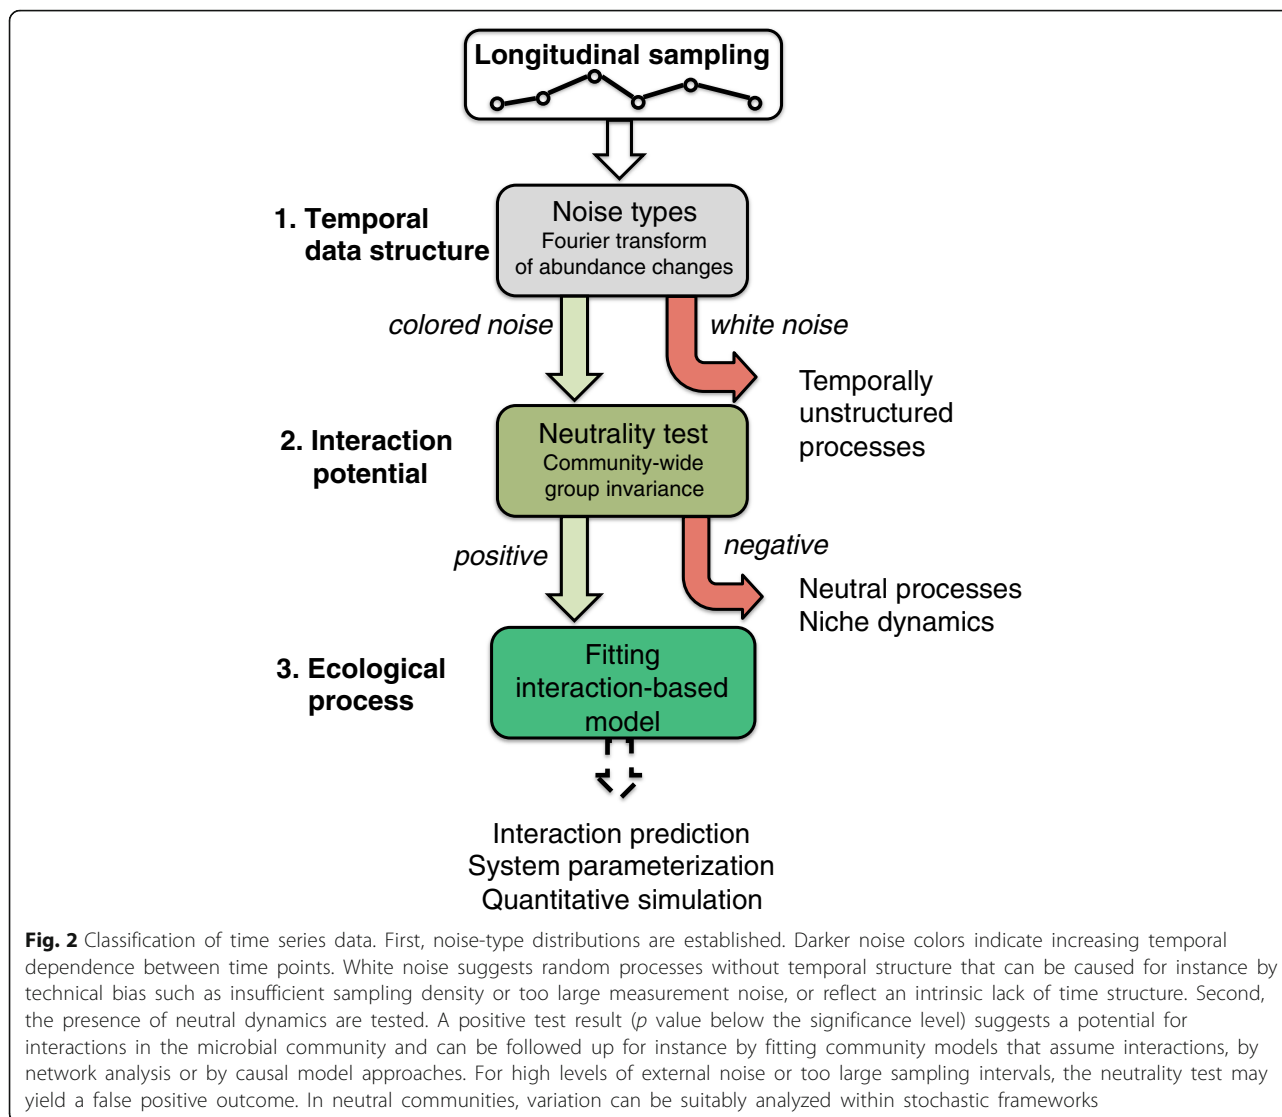 Longitudinal sampling
1. Temporal
data structure
Noise types
Fourier transform
of abundance changes
colored noise
white noise
Temporally
unstructured
processes
2. Interaction
potential
Neutrality test
Community-wide
group invariance
positive
negative
Neutral processes
Niche dynamics
3. Ecological
process
Fitting
interaction-based
model
Interaction prediction
System parameterization
Quantitative simulation
Fig. 2 Classification of time series data. First, noise-type distributions are established. Darker noise colors indicate increasing temporal
dependence between time points. White noise suggests random processes without temporal structure that can be caused for instance by
technical bias such as insufficient sampling density or too large measurement noise, or reflect an intrinsic lack of time structure. Second,
the presence of neutral dynamics are tested. A positive test result (p value below the significance level) suggests a potential for
interactions in the microbial community and can be followed up for instance by fitting community models that assume interactions, by
network analysis or by causal model approaches. For high levels of external noise or too large sampling intervals, the neutrality test may
yield a false positive outcome. In neutral communities, variation can be suitably analyzed within stochastic frameworks